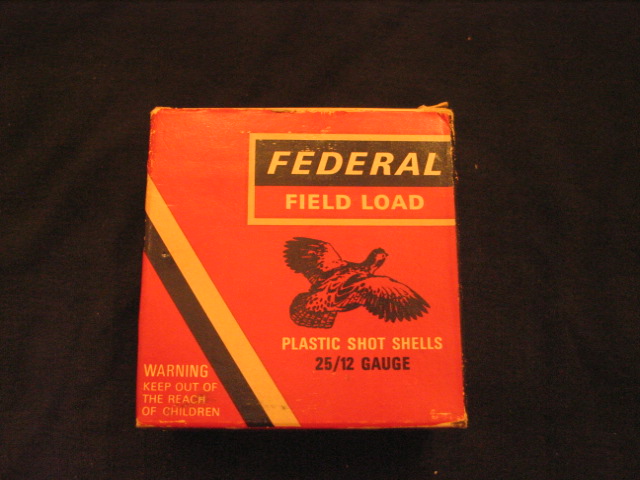 FEDERAL
FIELD LOAD
PLASTIC SHOT SHELLS
25/12 GAUGE
WARNING
KEEP OUT OF
THE REACH
OF CHILDREN